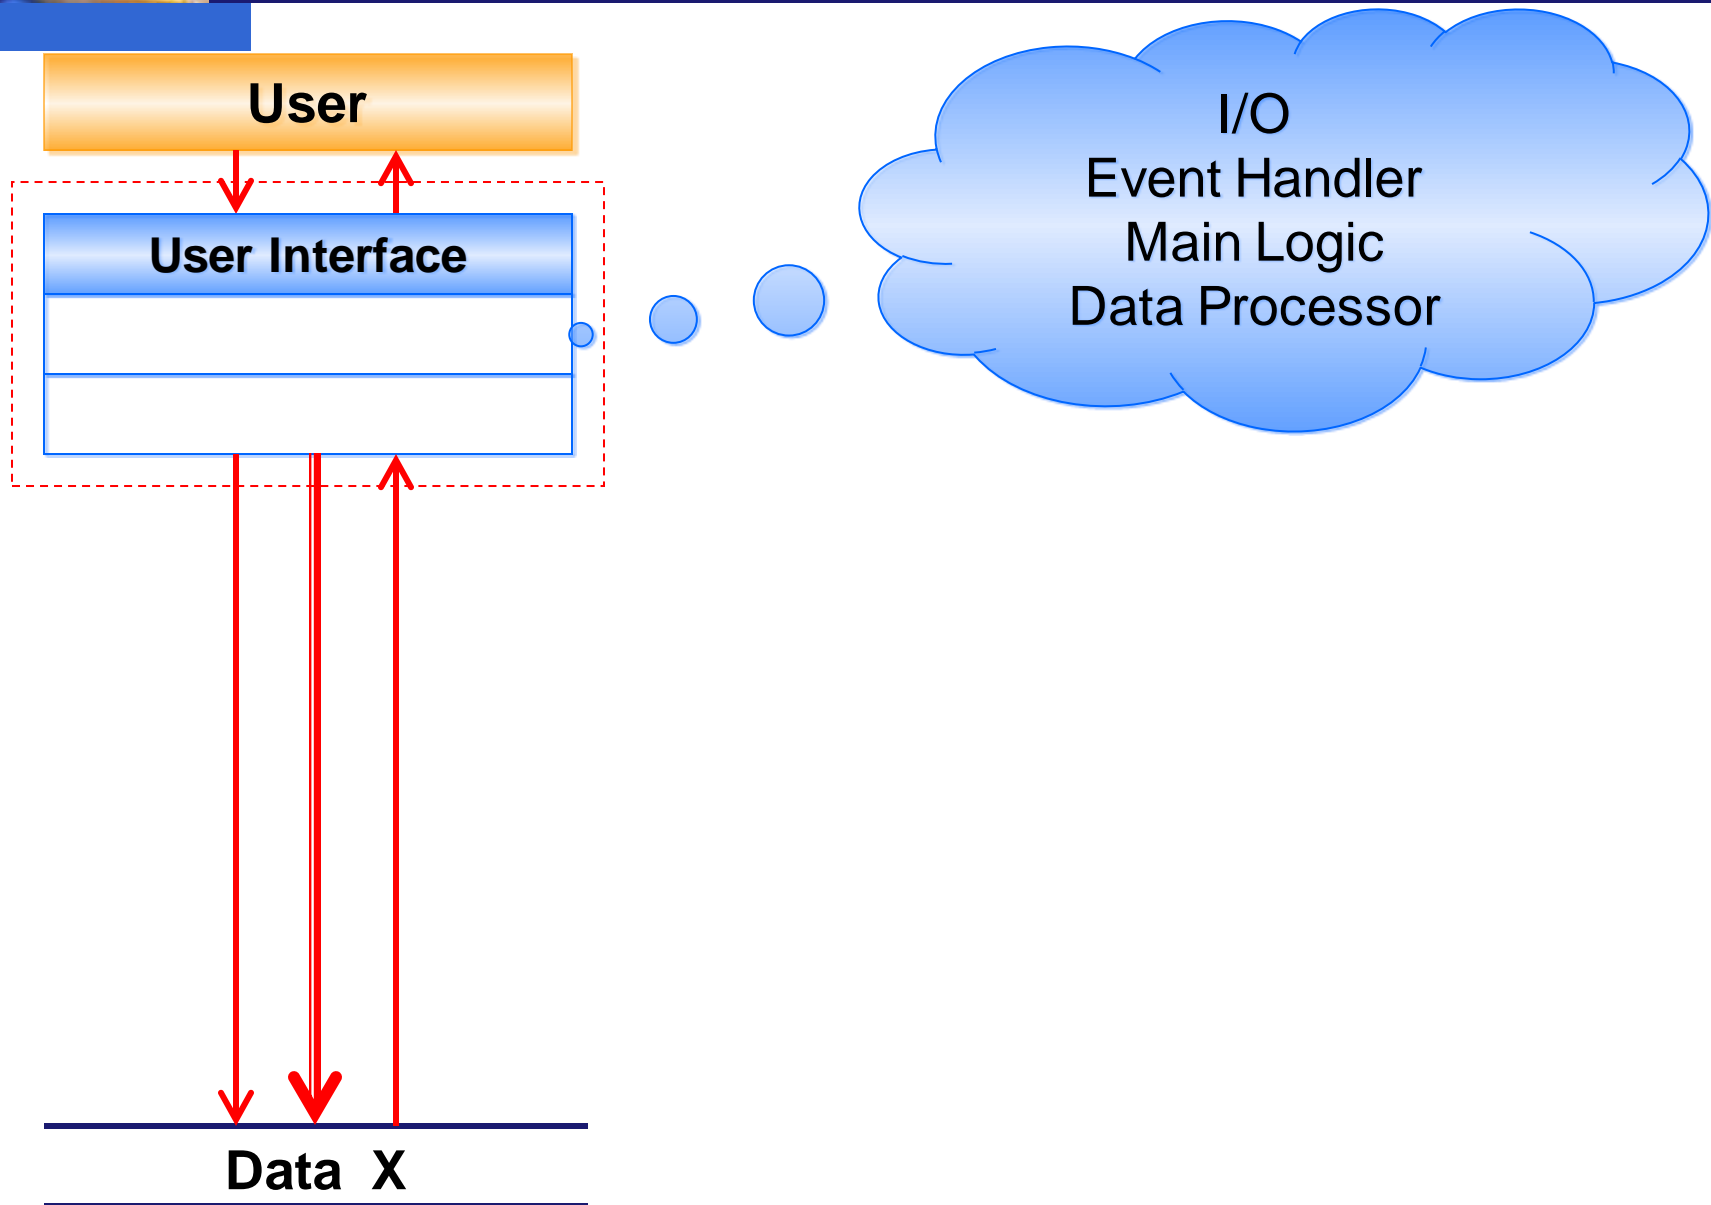 User
User Interface
I/O
Event Handler
Main Logic
Data Processor
Data X